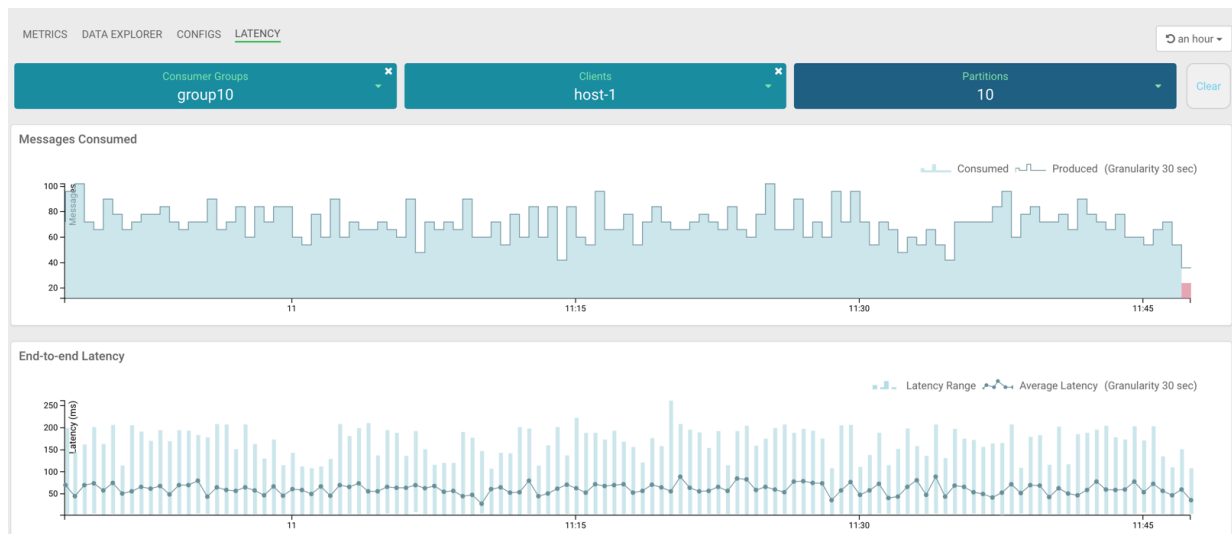 METRICS DATA EXPLORER CONFIGS LATENCY
an hour
Consumer Groups
group10
Clients
host-1
Partitions
10
Clear
Messages Consumed
Consumed Produced (Granularity 30 sec)
Messages
100
80
60
40
20
11 11:15 11:30 11:45
End-to-end Latency
Latency Range Average Latency (Granularity 30 sec)
Latency (ms)
250
200
150
100
50
11 11:15 11:30 11:45